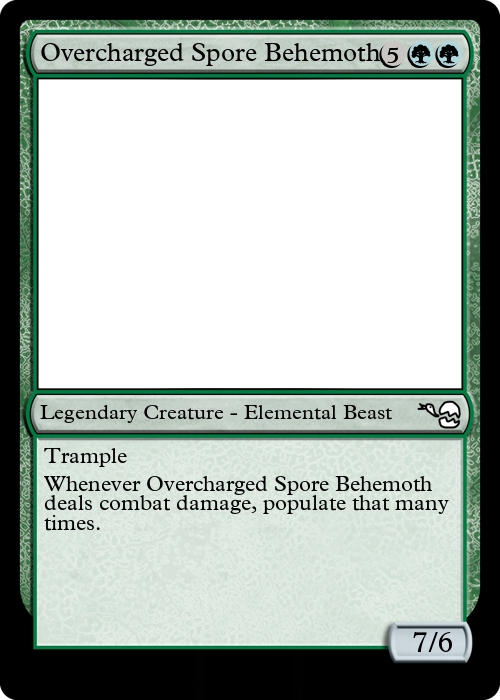 Overcharged Spore Behemoth 5
Legendary Creature - Elemental Beast
Trample
Whenever Overcharged Spore Behemoth
deals combat damage, populate that many
times.
7/6